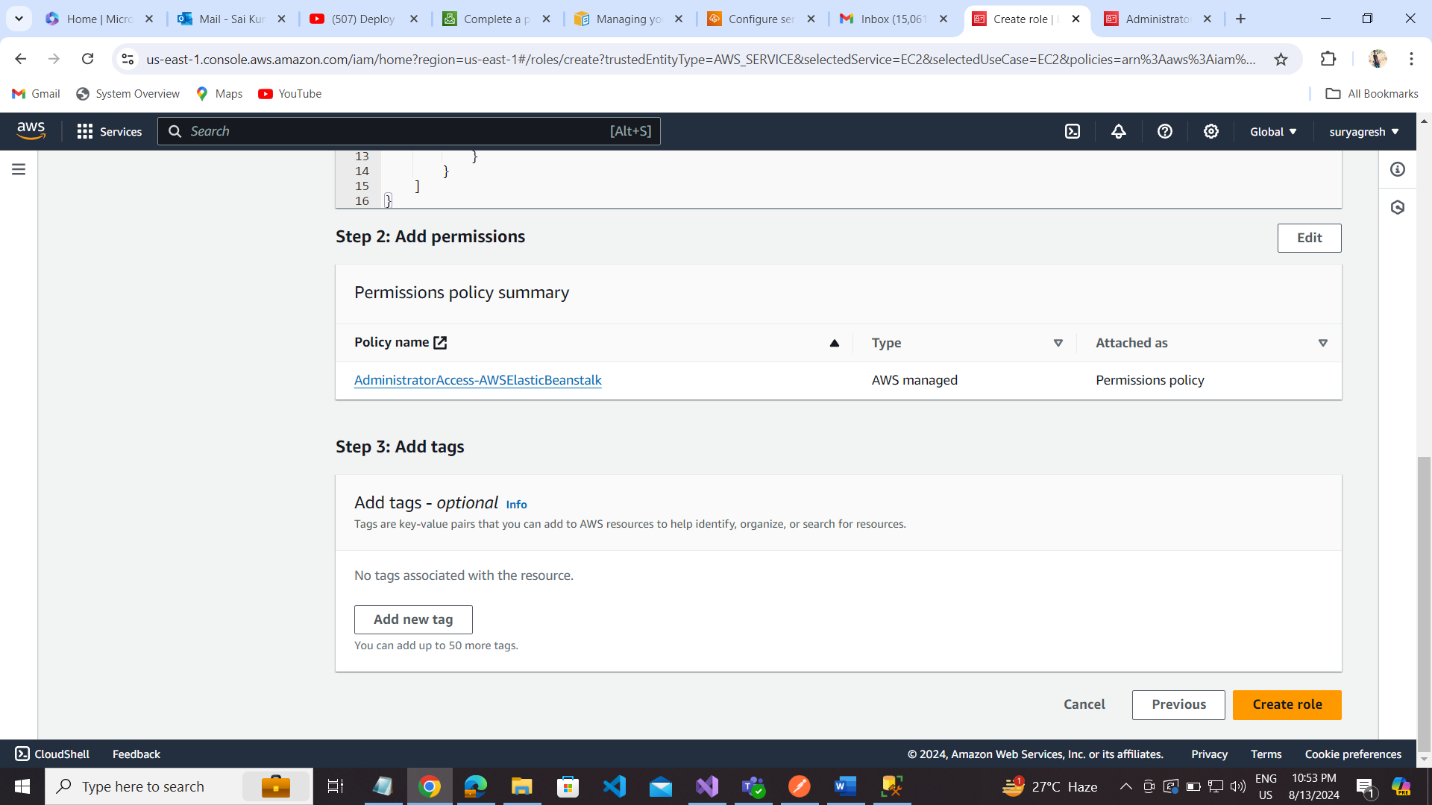 Home | Micro
Mail - Sai Kur
(507) Deploy
Complete a p
Managing yo
Configure ser
Inbox (15,061
Create role |
Administrator
us-east-1.console.aws.amazon.com/iam/home?region=us-east-1#/roles/create?trustedEntityType=AWS_SERVICE&selectedService=EC2&selectedUseCase=EC2&policies=arn%3Aaws%3Aiam%...
Gmail
System Overview
Maps
YouTube
All Bookmarks
aws
Services
Search
[Alt+S]
Global
suryagresh
13 }
14 }
15 ]
16 }
Step 2: Add permissions
Edit
Permissions policy summary
Policy name
Type
Attached as
AdministratorAccess-AWSElasticBeanstalk
AWS managed
Permissions policy
Step 3: Add tags
Add tags - optional Info
Tags are key-value pairs that you can add to AWS resources to help identify, organize, or search for resources.
No tags associated with the resource.
Add new tag
You can add up to 50 more tags.
Cancel
Previous
Create role
CloudShell
Feedback
© 2024, Amazon Web Services, Inc. or its affiliates.
Privacy
Terms
Cookie preferences
Type here to search
27°C Haze
ENG
US
10:53 PM
8/13/2024